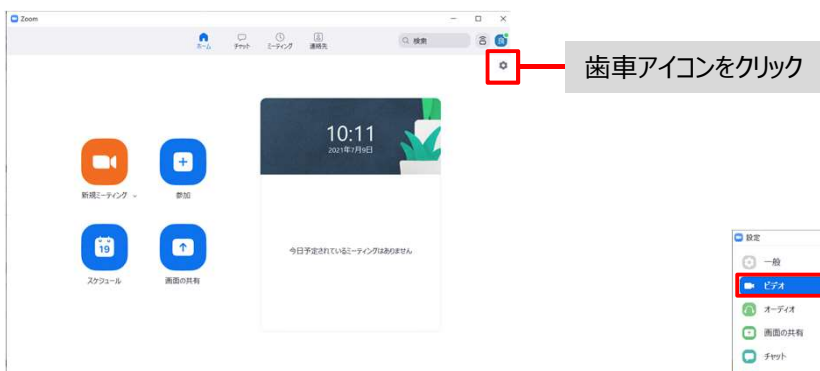 Zoom
ホーム
チャット
ミーティング
連絡先
検索
歯車アイコンをクリック
10:11
2021年7月9日
新規ミーティング
参加
今日予定されているミーティングはありません
19
スケジュール
画面の共有
設定
一般
ビデオ
オーディオ
画面の共有
チャット